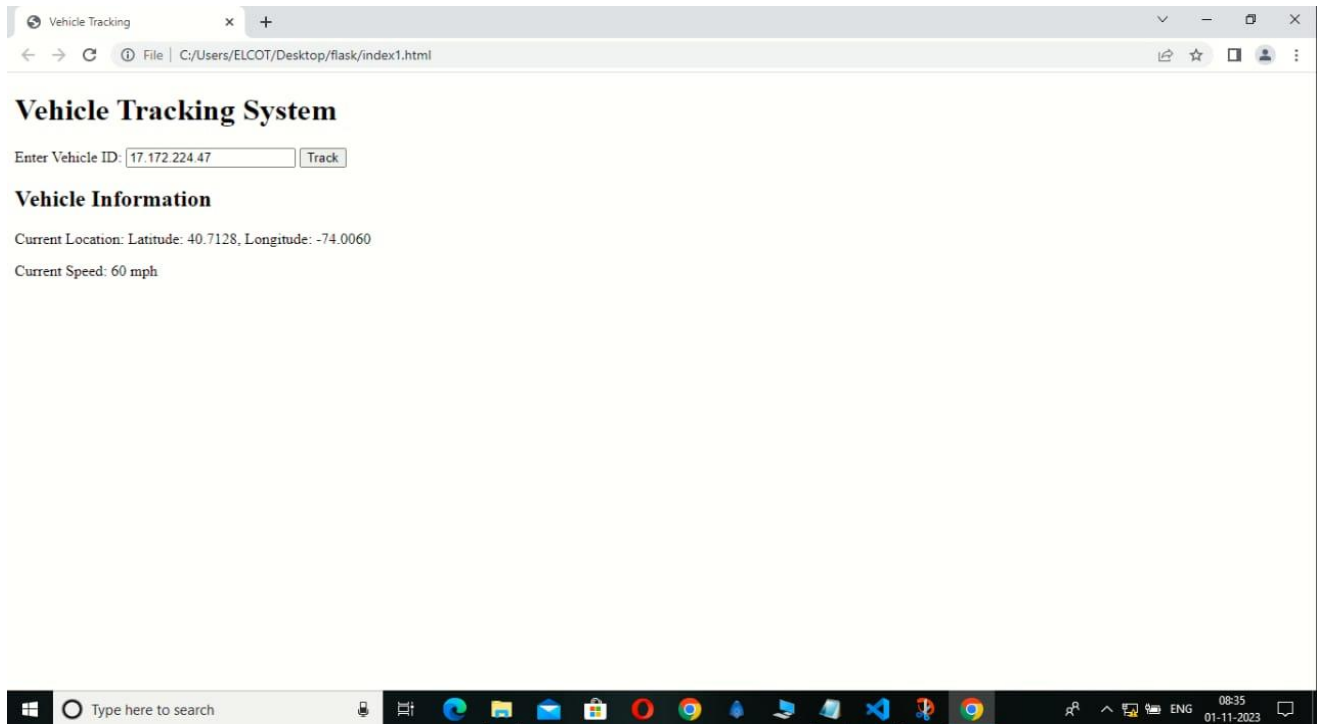 Vehicle Tracking
File | C:/Users/ELCOT/Desktop/flask/index1.html
Vehicle Tracking System
Enter Vehicle ID: 17.172.224.47 Track
Vehicle Information
Current Location: Latitude: 40.7128, Longitude: -74.0060
Current Speed: 60 mph
Type here to search
ENG
08:35
01-11-2023